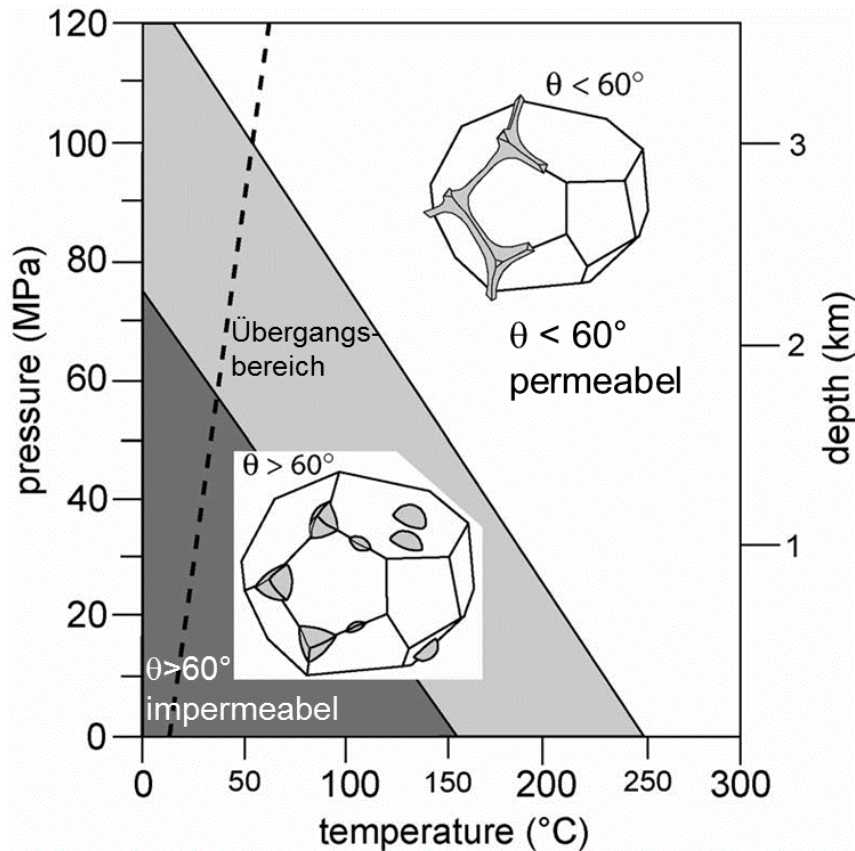 120
100
80
60
40
20
0
pressure (MPa)
θ < 60°
3
2
1
depth (km)
Übergangs-
bereich
θ < 60°
permeabel
θ > 60°
θ>60°
impermeabel
0 50 100 150 200 250 300
temperature (°C)